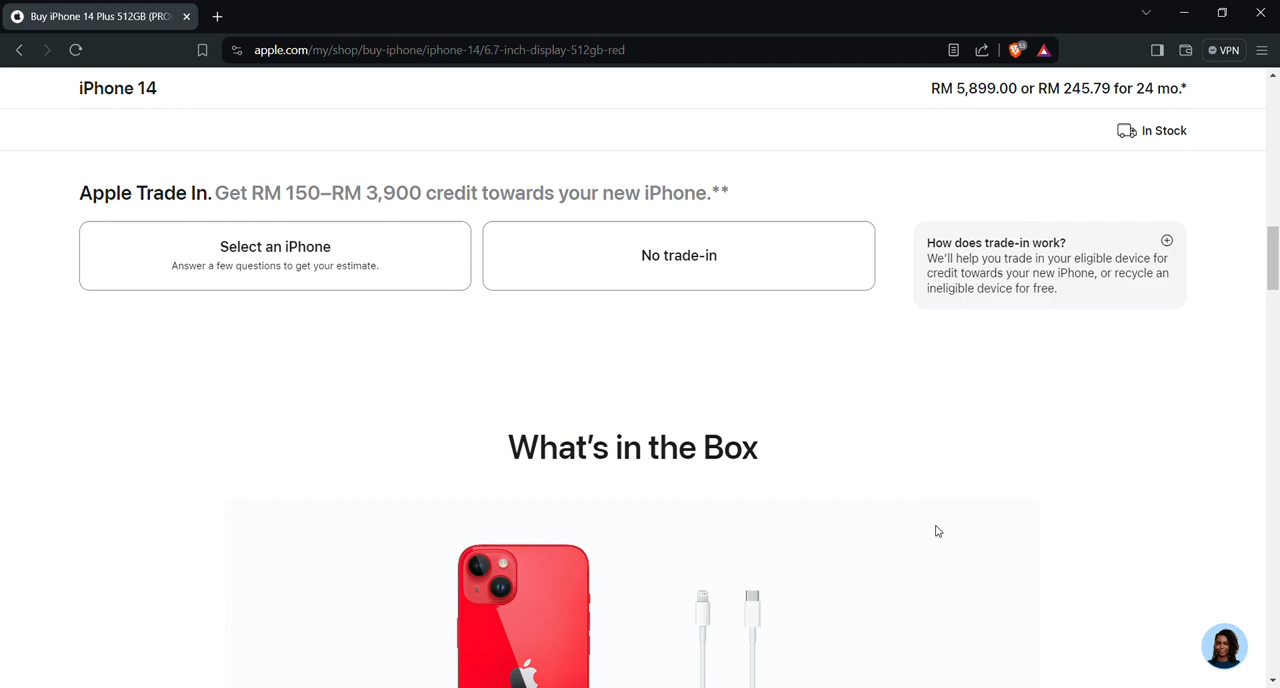 Buy iPhone 14 Plus 512GB (PRO
apple.com/my/shop/buy-iphone/iphone-14/6.7-inch-display-512gb-red
53
VPN
iPhone 14
RM 5,899.00 or RM 245.79 for 24 mo.*
In Stock
Apple Trade In. Get RM 150–RM 3,900 credit towards your new iPhone.**
Select an iPhone
Answer a few questions to get your estimate.
No trade-in
How does trade-in work?
We’ll help you trade in your eligible device for
credit towards your new iPhone, or recycle an
ineligible device for free.
What’s in the Box